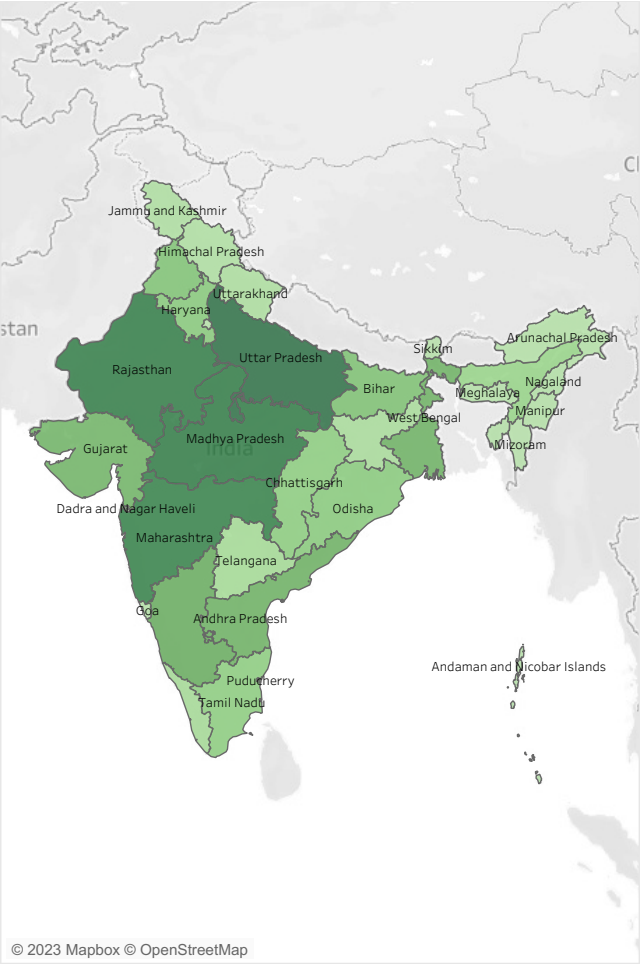 Cl
Jammu and Kashmir
Himachal Pradesh
Uttarakhand
Haryana
stan
Sikkim
Arunachal Pradesh
Uttar Pradesh
Rajasthan
Bihar
Nagaland
Meghalaya
Manipur
West Bengal
Madhya Pradesh
India
Mizoram
Gujarat
Chhattisgarh
Dadra and Nagar Haveli
Odisha
Maharashtra
Telangana
Goa
Andhra Pradesh
Andaman and Nicobar Islands
Puducherry
Tamil Nadu
© 2023 Mapbox © OpenStreetMap